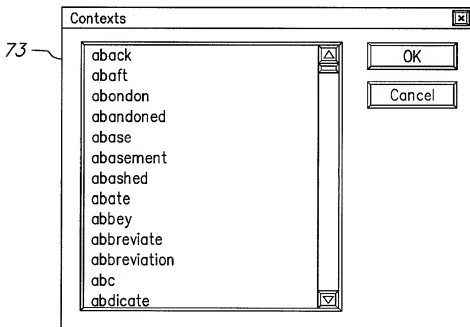 Contexts
73
aback
abaft
abondon
abandoned
abase
abasement
abashed
abate
abbey
abbreviate
abbreviation
abc
abdicate
OK
Cancel